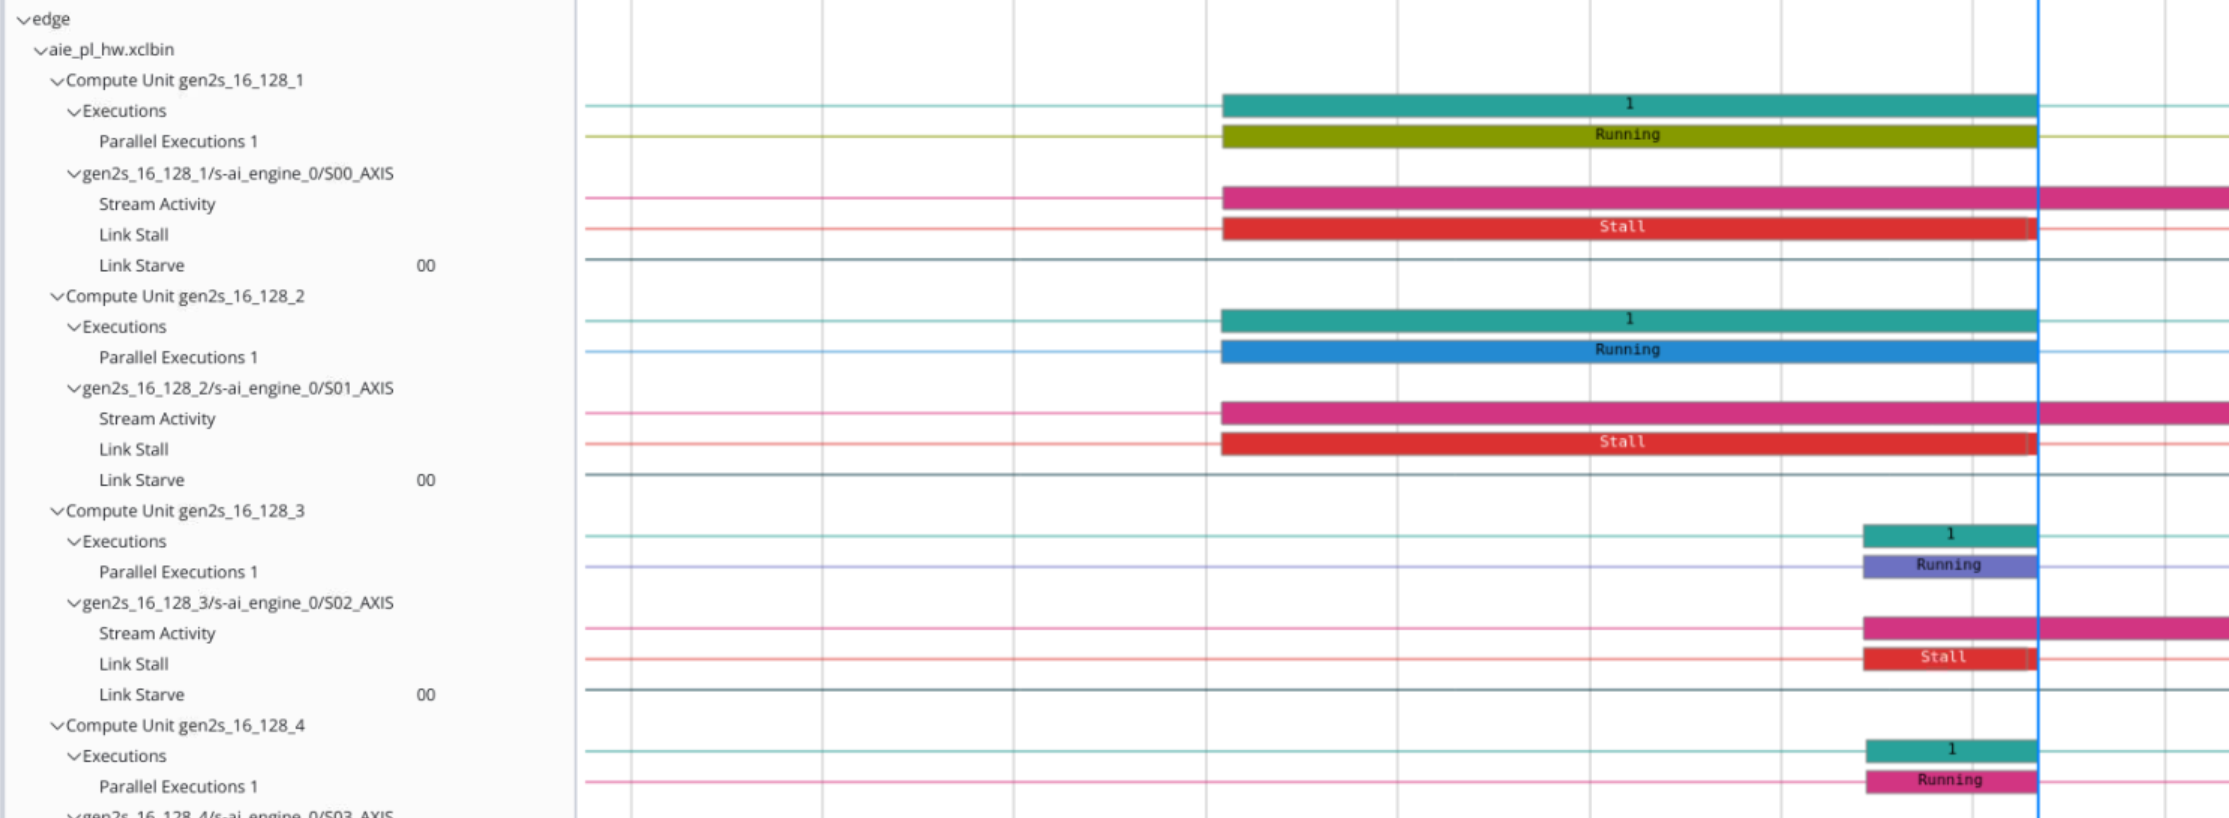 edge
aie_pl_hw.xclbin
Compute Unit gen2s_16_128_1
Executions 1
Parallel Executions 1 Running
gen2s_16_128_1/s-ai_engine_0/S00_AXIS
Stream Activity
Link Stall Stall
Link Starve 00
Compute Unit gen2s_16_128_2
Executions 1
Parallel Executions 1 Running
gen2s_16_128_2/s-ai_engine_0/S01_AXIS
Stream Activity
Link Stall Stall
Link Starve 00
Compute Unit gen2s_16_128_3
Executions 1
Parallel Executions 1 Running
gen2s_16_128_3/s-ai_engine_0/S02_AXIS
Stream Activity
Link Stall Stall
Link Starve 00
Compute Unit gen2s_16_128_4
Executions 1
Parallel Executions 1 Running
gen2s_16_128_4/s-ai_engine_0/S03_AXIS